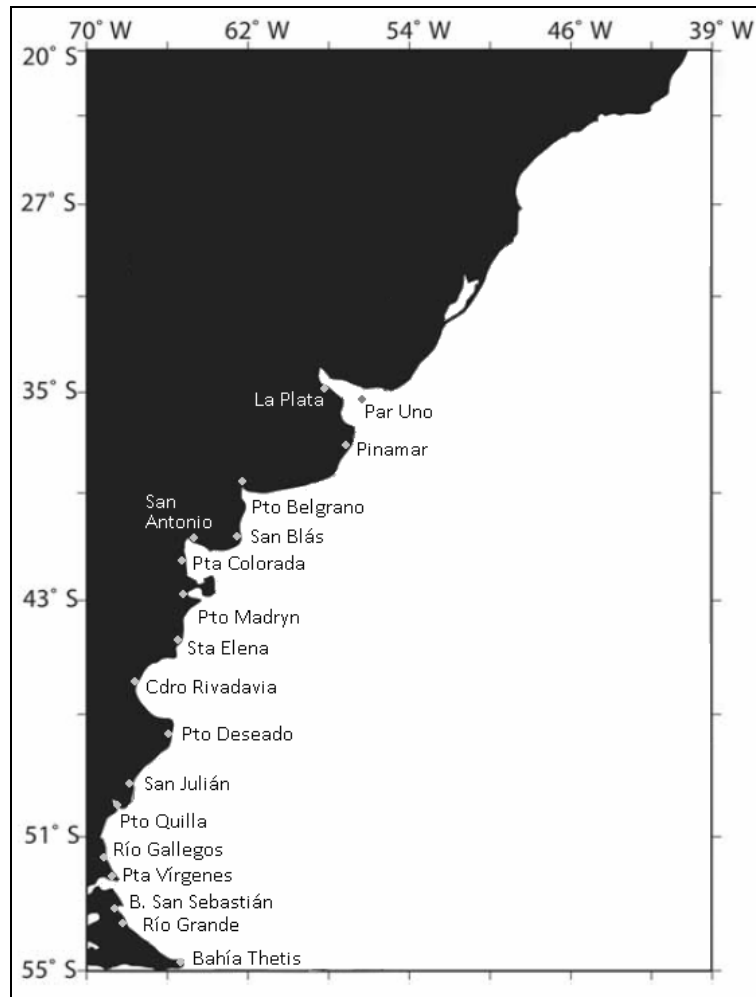 70° W 62° W 54° W 46° W 39° W
20° S
27° S
35° S
La Plata
Par Uno
Pinamar
San
Antonio
Pto Belgrano
San Blás
Pta Colorada
43° S
Pto Madryn
Sta Elena
Cdro Rivadavia
Pto Deseado
San Julián
Pto Quilla
51° S
Río Gallegos
Pta Vírgenes
B. San Sebastián
Río Grande
Bahía Thetis
55° S